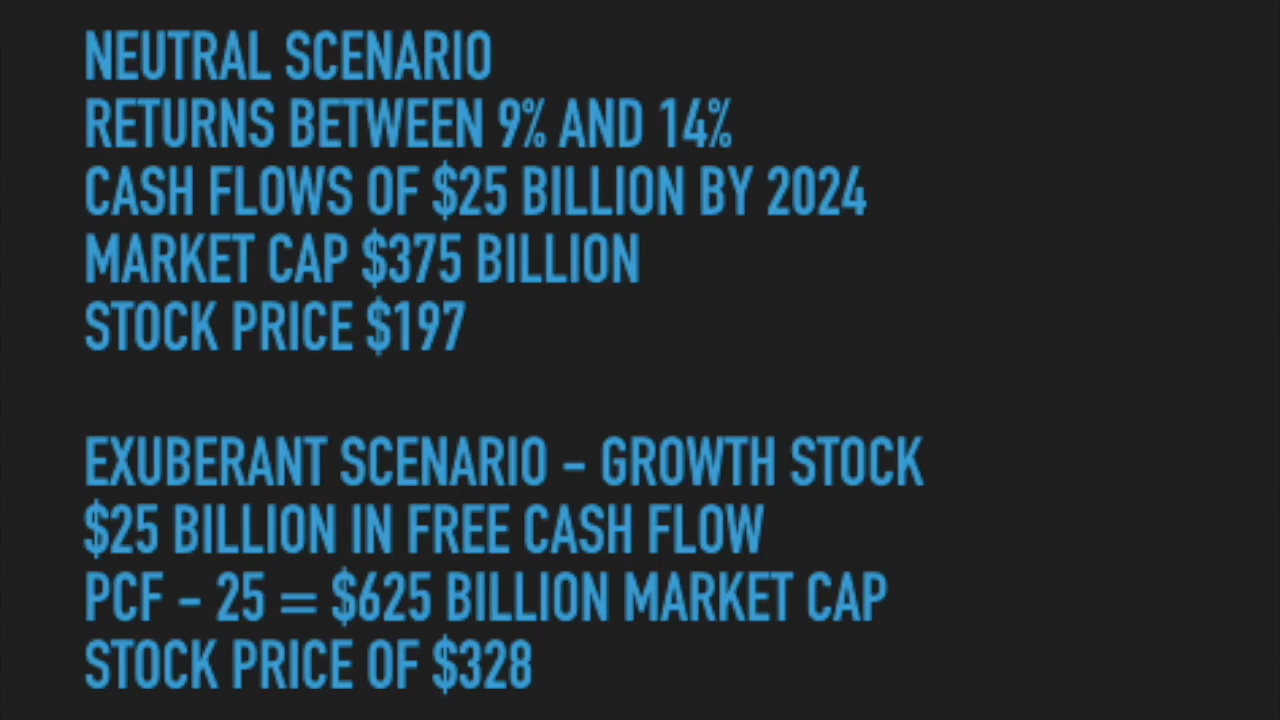 NEUTRAL SCENARIO
RETURNS BETWEEN 9% AND 14%
CASH FLOWS OF $25 BILLION BY 2024
MARKET CAP $375 BILLION
STOCK PRICE $197
EXUBERANT SCENARIO – GROWTH STOCK
$25 BILLION IN FREE CASH FLOW
PCF – 25 = $625 BILLION MARKET CAP
STOCK PRICE OF $328